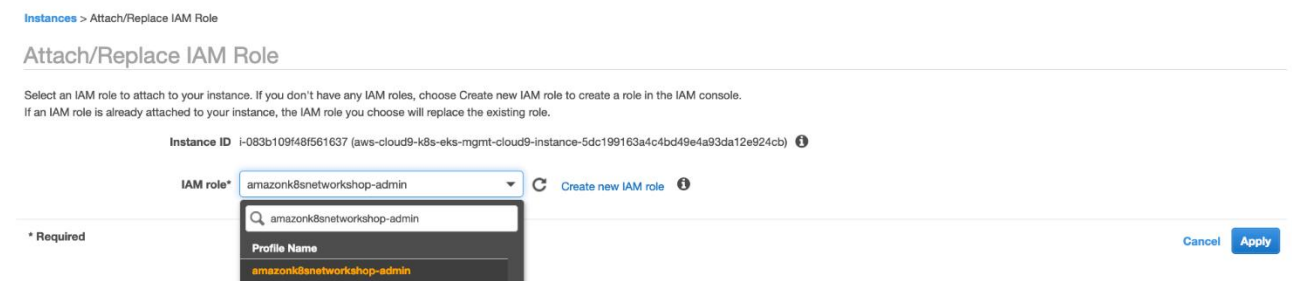 Instances > Attach/Replace IAM Role
Attach/Replace IAM Role
Select an IAM role to attach to your instance. If you don't have any IAM roles, choose Create new IAM role to create a role in the IAM console.
If an IAM role is already attached to your instance, the IAM role you choose will replace the existing role.
Instance ID i-083b109f48f561637 (aws-cloud9-k8s-eks-mgmt-cloud9-instance-5dc199163a4c4bd49e4a93da12e924cb)
IAM role* amazonk8snetworkshop-admin Create new IAM role
amazonk8snetworkshop-admin
* Required Cancel Apply
Profile Name
amazonk8snetworkshop-admin